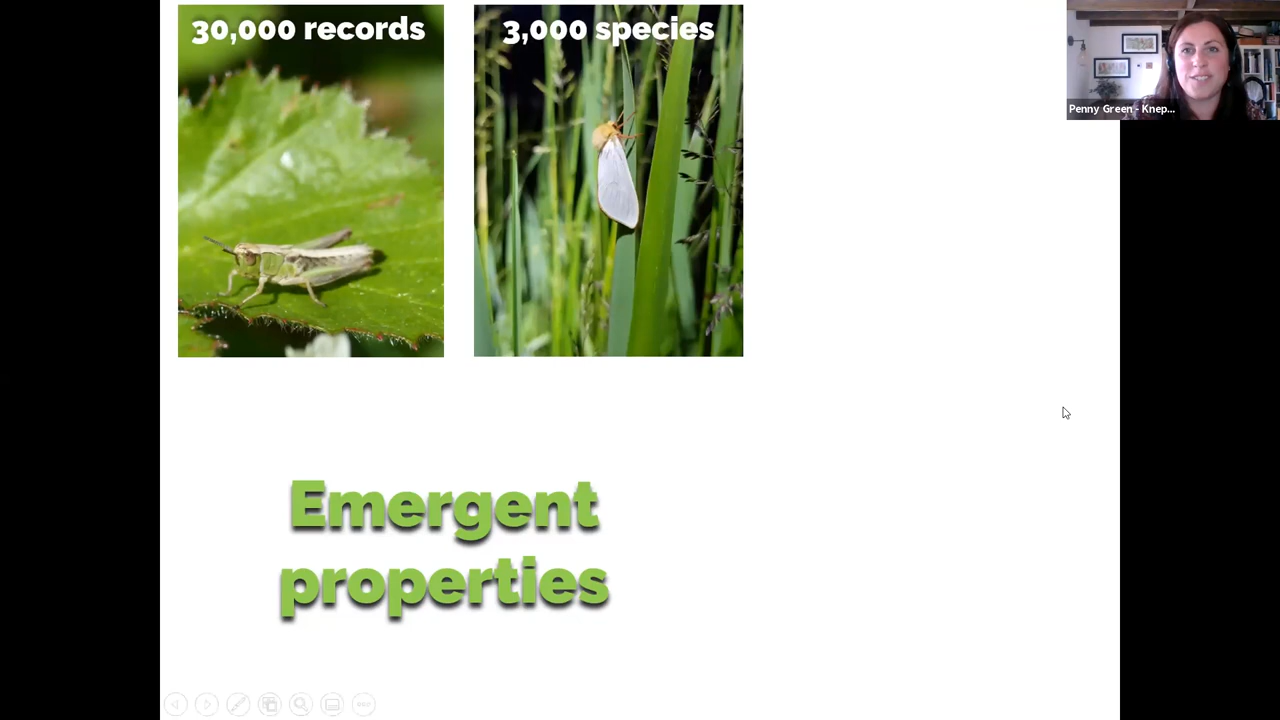 30,000 records
3,000 species
Penny Green - Knep...
Emergent
properties